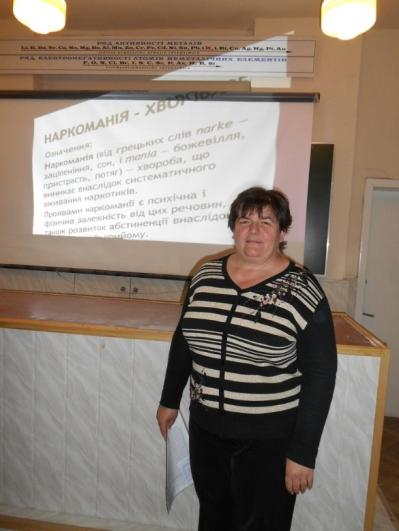 РЯД АКТИВНОСТІ МЕТАЛІВ
РЯД ЕЛЕКТРОНЕГАТИВНОСТІ АТОМІВ НЕМЕТАЛІЧНИХ ЕЛЕМЕНТІВ
НАРКОМАНІЯ -
Означення:
Наркоманія (від грецьких слів narke –
заціпеніння, сон, і mania – божевілля,
пристрасть, потяг) – хвороба, що
виникає внаслідок систематичного
вживання наркотиків.
Проявами наркоманії є психічна і
фізична залежність від цих речовин,
також розвиток абстиненції внаслідок